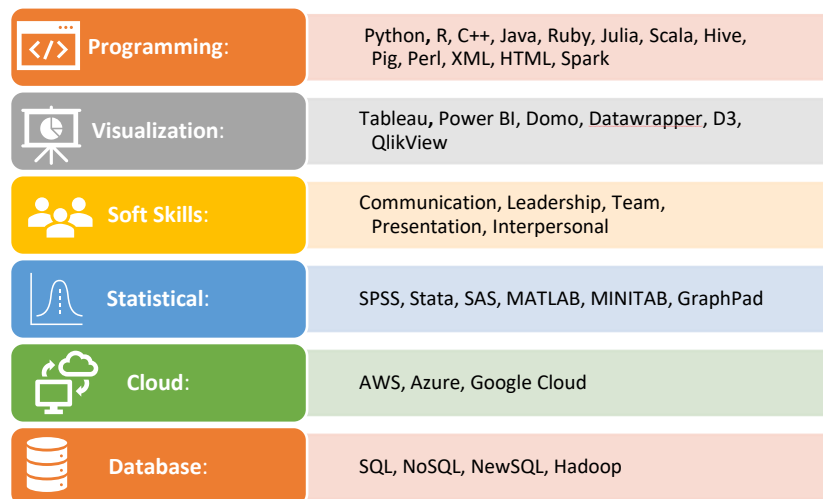 Programming:
Python, R, C++, Java, Ruby, Julia, Scala, Hive,
Pig, Perl, XML, HTML, Spark
Visualization:
Tableau, Power BI, Domo, Datawrapper, D3,
QlikView
Soft Skills:
Communication, Leadership, Team,
Presentation, Interpersonal
Statistical:
SPSS, Stata, SAS, MATLAB, MINITAB, GraphPad
Cloud:
AWS, Azure, Google Cloud
Database:
SQL, NoSQL, NewSQL, Hadoop